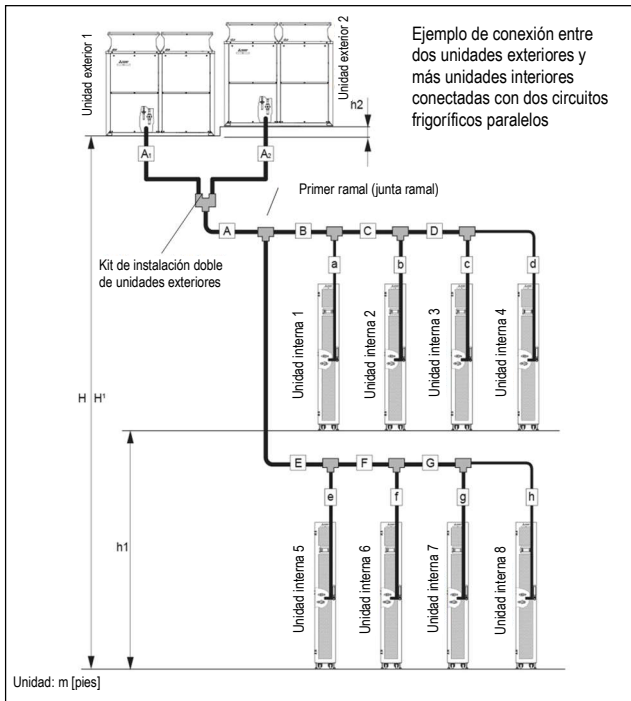 Ejemplo de conexión entre
dos unidades exteriores y
más unidades interiores
conectadas con dos circuitos
frigoríficos paralelos
Unidad exterior 1
Unidad exterior 2
h2
A₁
A₂
Primer ramal (junta ramal)
A
B
C
D
Kit de instalación doble
de unidades exteriores
a
b
c
d
Unidad interna 1
Unidad interna 2
Unidad interna 3
Unidad interna 4
H
H¹
E
F
G
h1
e
f
g
h
Unidad interna 5
Unidad interna 6
Unidad interna 7
Unidad interna 8
Unidad: m [pies]